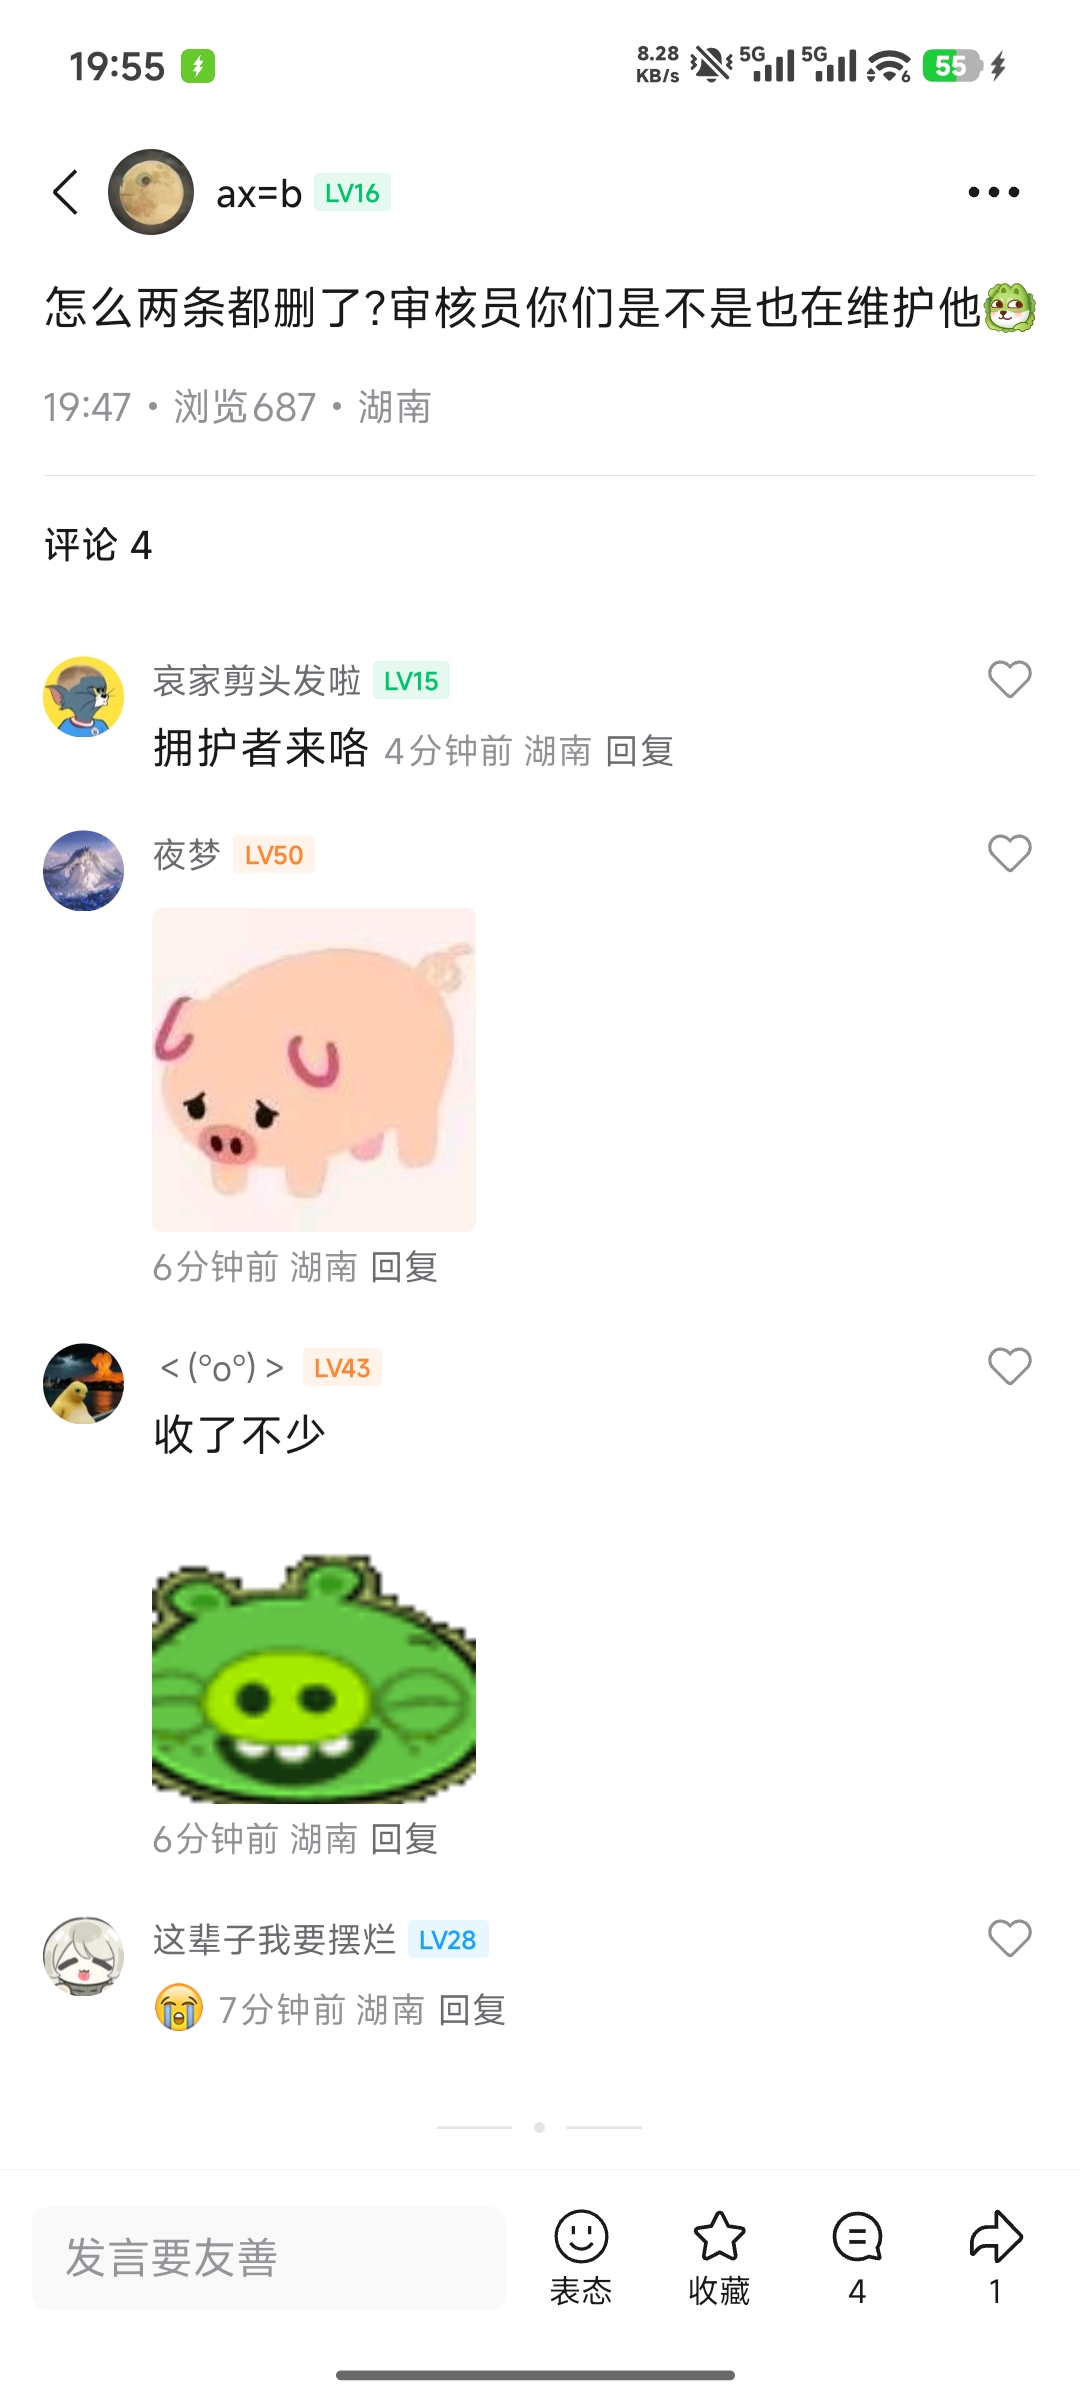 19:55
8.28 KB/s 5G 5G 6 55
ax=b LV16
怎么两条都删了?审核员你们是不是也在维护他
19:47 • 浏览687 • 湖南
评论 4
哀家剪头发啦 LV15
拥护者来咯 4分钟前 湖南 回复
夜梦 LV50
6分钟前 湖南 回复
＜(°o°)＞ LV43
收了不少
6分钟前 湖南 回复
这辈子我要摆烂 LV28
😭 7分钟前 湖南 回复
发言要友善
表态 收藏 4 1